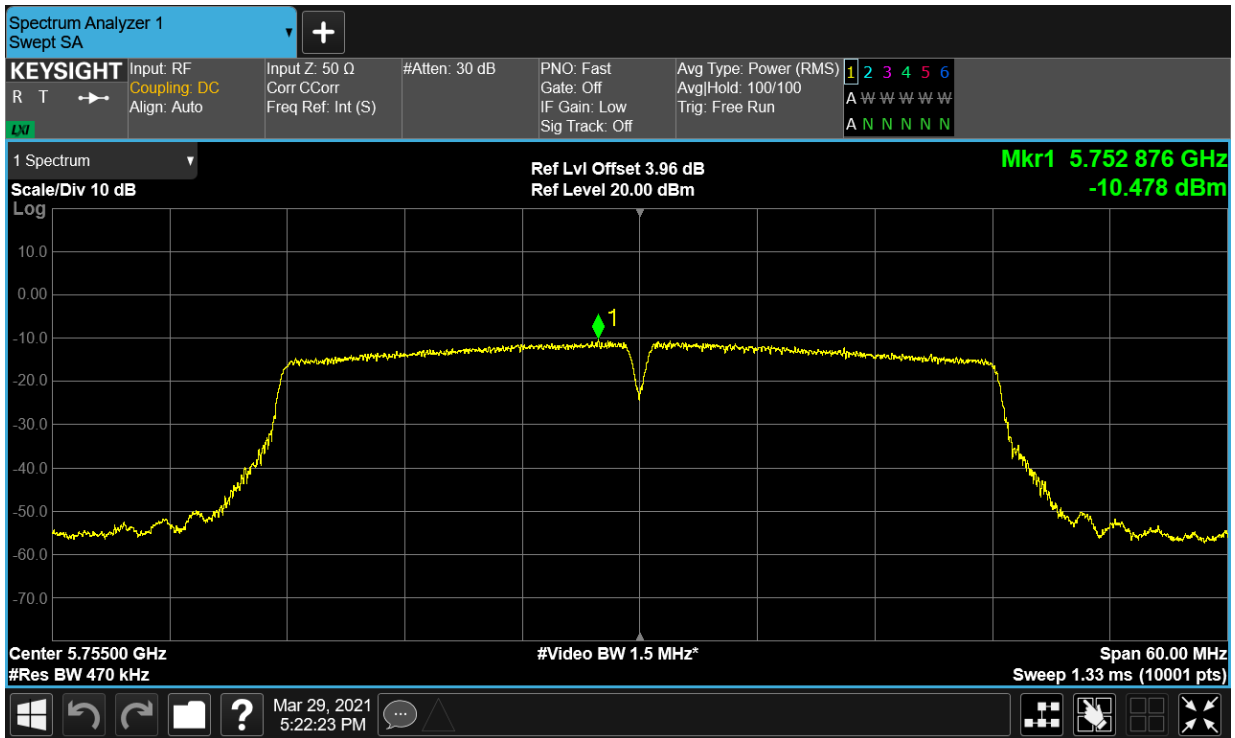 Spectrum Analyzer 1
Swept SA
▼
+
KEYSIGHT
R T
LXI
Input: RF
Coupling: DC
Align: Auto
Input Z: 50 Ω
Corr CCorr
Freq Ref: Int (S)
#Atten: 30 dB
PNO: Fast
Gate: Off
IF Gain: Low
Sig Track: Off
Avg Type: Power (RMS)
Avg|Hold: 100/100
Trig: Free Run
1 2 3 4 5 6
A W W W W W
A N N N N N
1 Spectrum ▼
Scale/Div 10 dB
Ref Lvl Offset 3.96 dB
Ref Level 20.00 dBm
Mkr1 5.752 876 GHz
-10.478 dBm
Log
10.0
0.00
-10.0
-20.0
-30.0
-40.0
-50.0
-60.0
-70.0
1
Center 5.75500 GHz
#Res BW 470 kHz
#Video BW 1.5 MHz*
Span 60.00 MHz
Sweep 1.33 ms (10001 pts)
?
Mar 29, 2021
5:22:23 PM